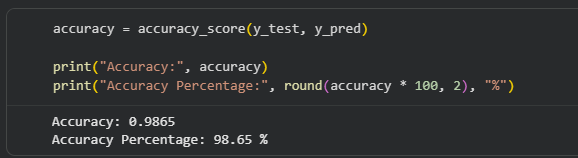 accuracy = accuracy_score(y_test, y_pred)
print("Accuracy:", accuracy)
print("Accuracy Percentage:", round(accuracy * 100, 2), "%")
Accuracy: 0.9865
Accuracy Percentage: 98.65 %